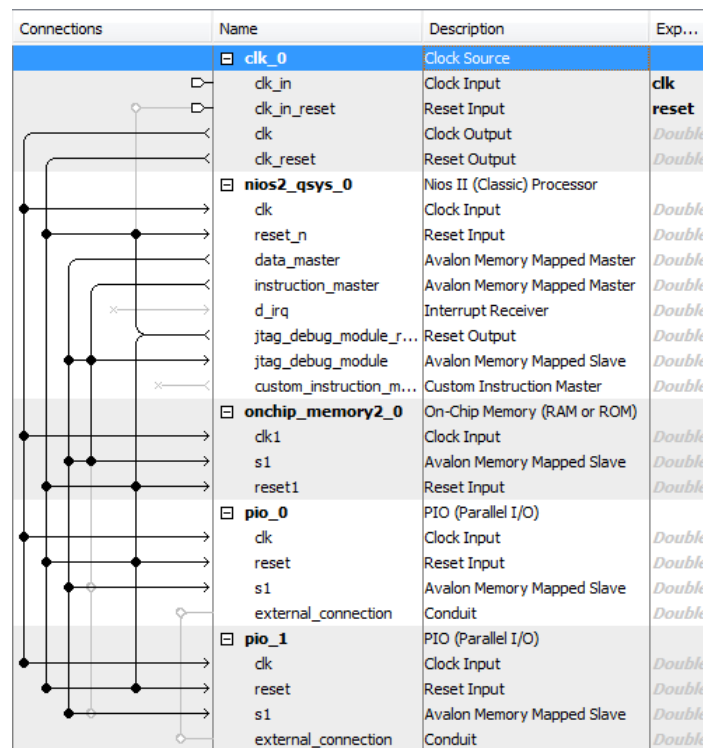 Connections Name Description Exp...
clk_0 Clock Source
clk_in Clock Input clk
clk_in_reset Reset Input reset
clk Clock Output Double
clk_reset Reset Output Double
nios2_qsys_0 Nios II (Classic) Processor
clk Clock Input Double
reset_n Reset Input Double
data_master Avalon Memory Mapped Master Double
instruction_master Avalon Memory Mapped Master Double
d_irq Interrupt Receiver Double
jtag_debug_module_r... Reset Output Double
jtag_debug_module Avalon Memory Mapped Slave Double
custom_instruction_m... Custom Instruction Master Double
onchip_memory2_0 On-Chip Memory (RAM or ROM)
clk1 Clock Input Double
s1 Avalon Memory Mapped Slave Double
reset1 Reset Input Double
pio_0 PIO (Parallel I/O)
clk Clock Input Double
reset Reset Input Double
s1 Avalon Memory Mapped Slave Double
external_connection Conduit Double
pio_1 PIO (Parallel I/O)
clk Clock Input Double
reset Reset Input Double
s1 Avalon Memory Mapped Slave Double
external_connection Conduit Double